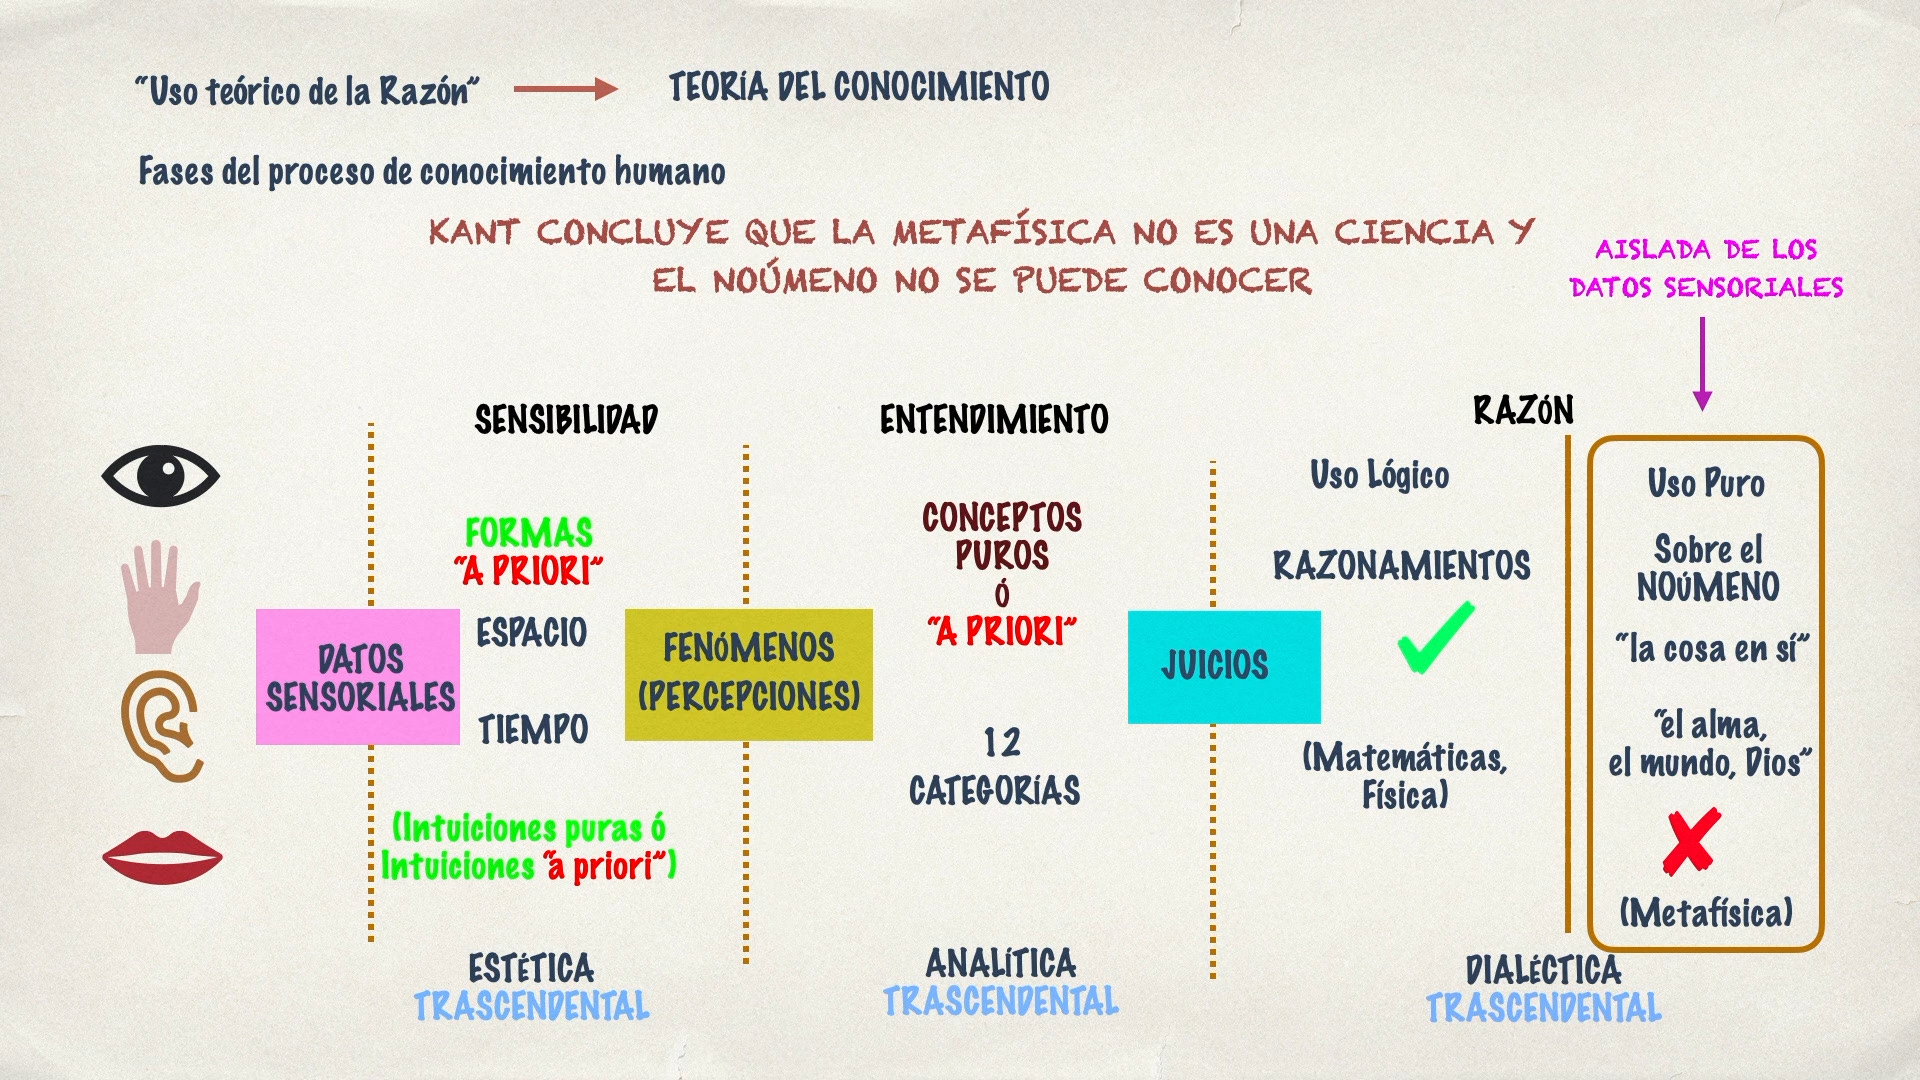 “Uso teórico de la Razón”
TEORÍA DEL CONOCIMIENTO
Fases del proceso de conocimiento humano
KANT CONCLUYE QUE LA METAFÍSICA NO ES UNA CIENCIA Y
EL NOÚMENO NO SE PUEDE CONOCER
AISLADA DE LOS
DATOS SENSORIALES
SENSIBILIDAD
FORMAS
“A PRIORI”
ESPACIO
TIEMPO
DATOS
SENSORIALES
(Intuiciones puras ó
Intuiciones “a priori”)
ESTÉTICA
TRASCENDENTAL
FENÓMENOS
(PERCEPCIONES)
ENTENDIMIENTO
CONCEPTOS
PUROS
Ó
“A PRIORI”
12
CATEGORÍAS
ANALÍTICA
TRASCENDENTAL
JUICIOS
RAZÓN
Uso Lógico
RAZONAMIENTOS
(Matemáticas,
Física)
Uso Puro
Sobre el
NOÚMENO
“la cosa en sí”
“el alma,
el mundo, Dios”
(Metafísica)
DIALÉCTICA
TRASCENDENTAL